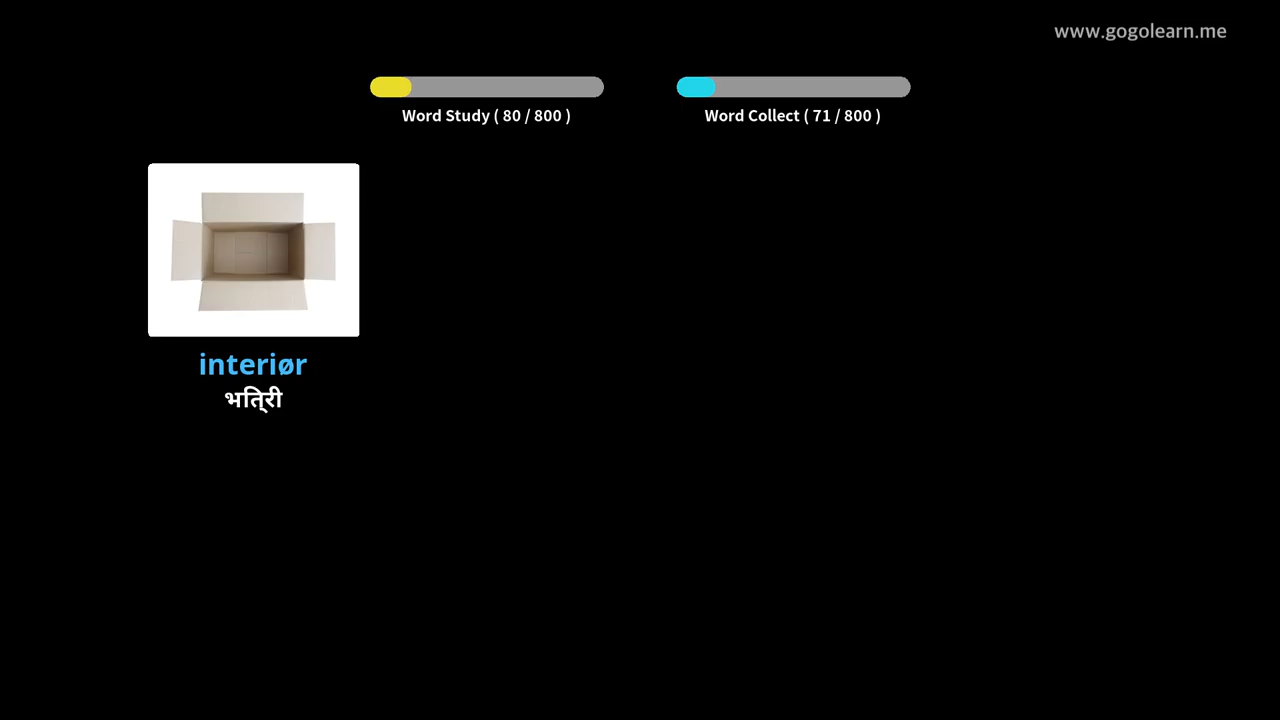 www.gogolearn.me
Word Study ( 80 / 800 )
Word Collect ( 71 / 800 )
interiør
भित्री